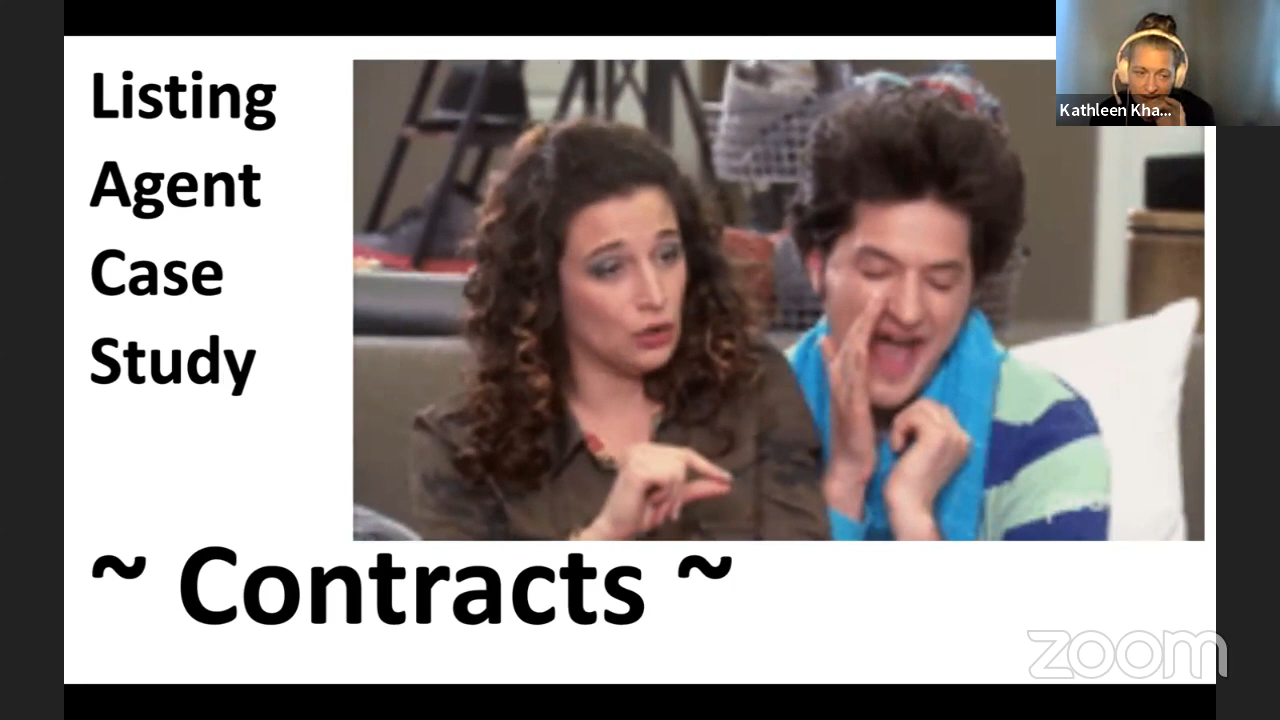 Listing
Agent
Case
Study
~ Contracts ~
Kathleen Kha...
zoom